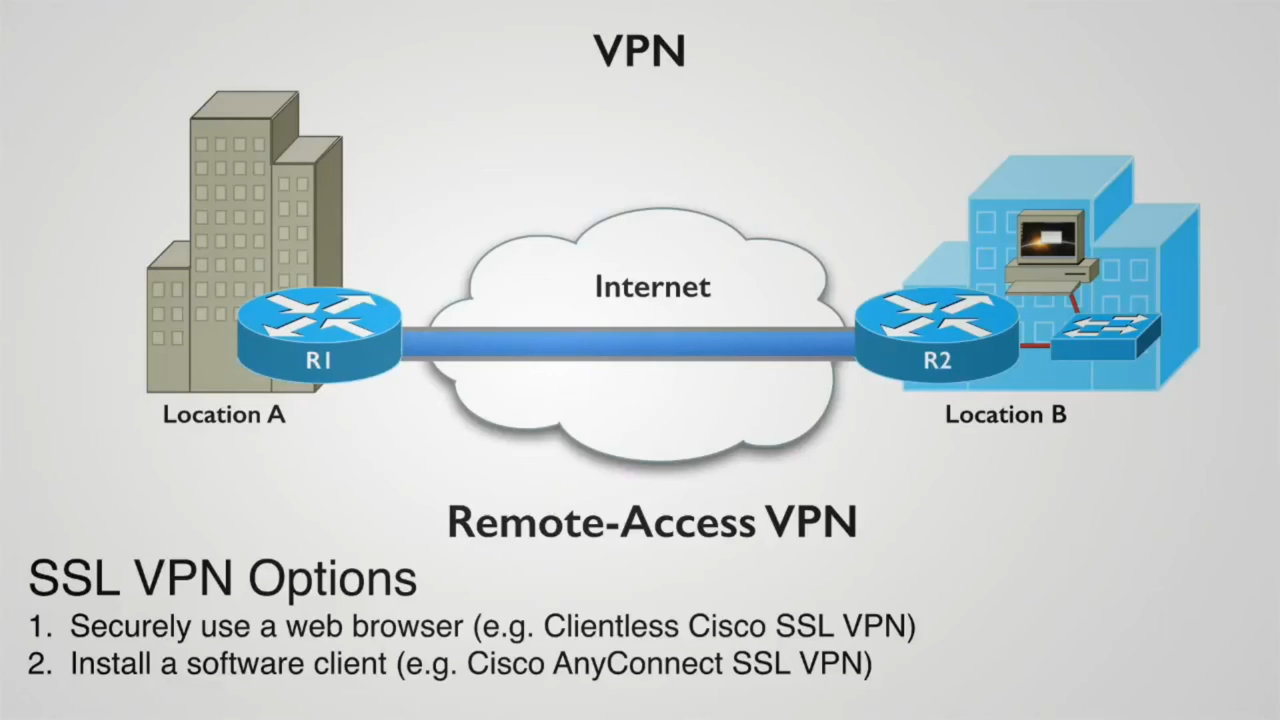 VPN
Internet
R1
R2
Location A
Location B
Remote-Access VPN
SSL VPN Options
1. Securely use a web browser (e.g. Clientless Cisco SSL VPN)
2. Install a software client (e.g. Cisco AnyConnect SSL VPN)